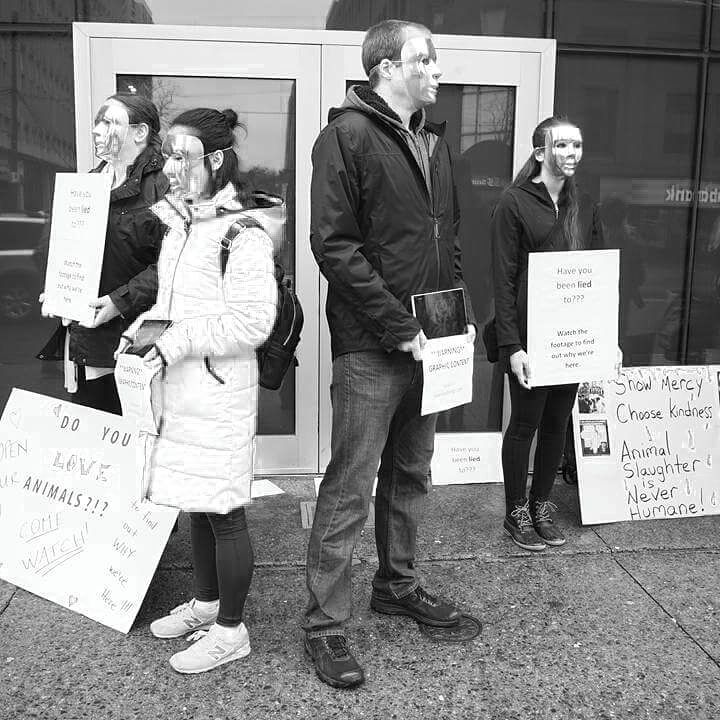 Have you
been lied
to???
Watch the
footage to find
out why we're
here
DO YOU
OPEN
LOVE
ANIMALS?!?
COME
WATCH
to find
out
WHY
we're
Here!!!
**WARNING**
GRAPHIC CONTENT
Have you
been lied
to???
Have you
been lied
to???
Watch the
footage to find
out why we're
here
Show Mercy
Choose Kindness
Animal
Slaughter
is
Never
Humane!
N